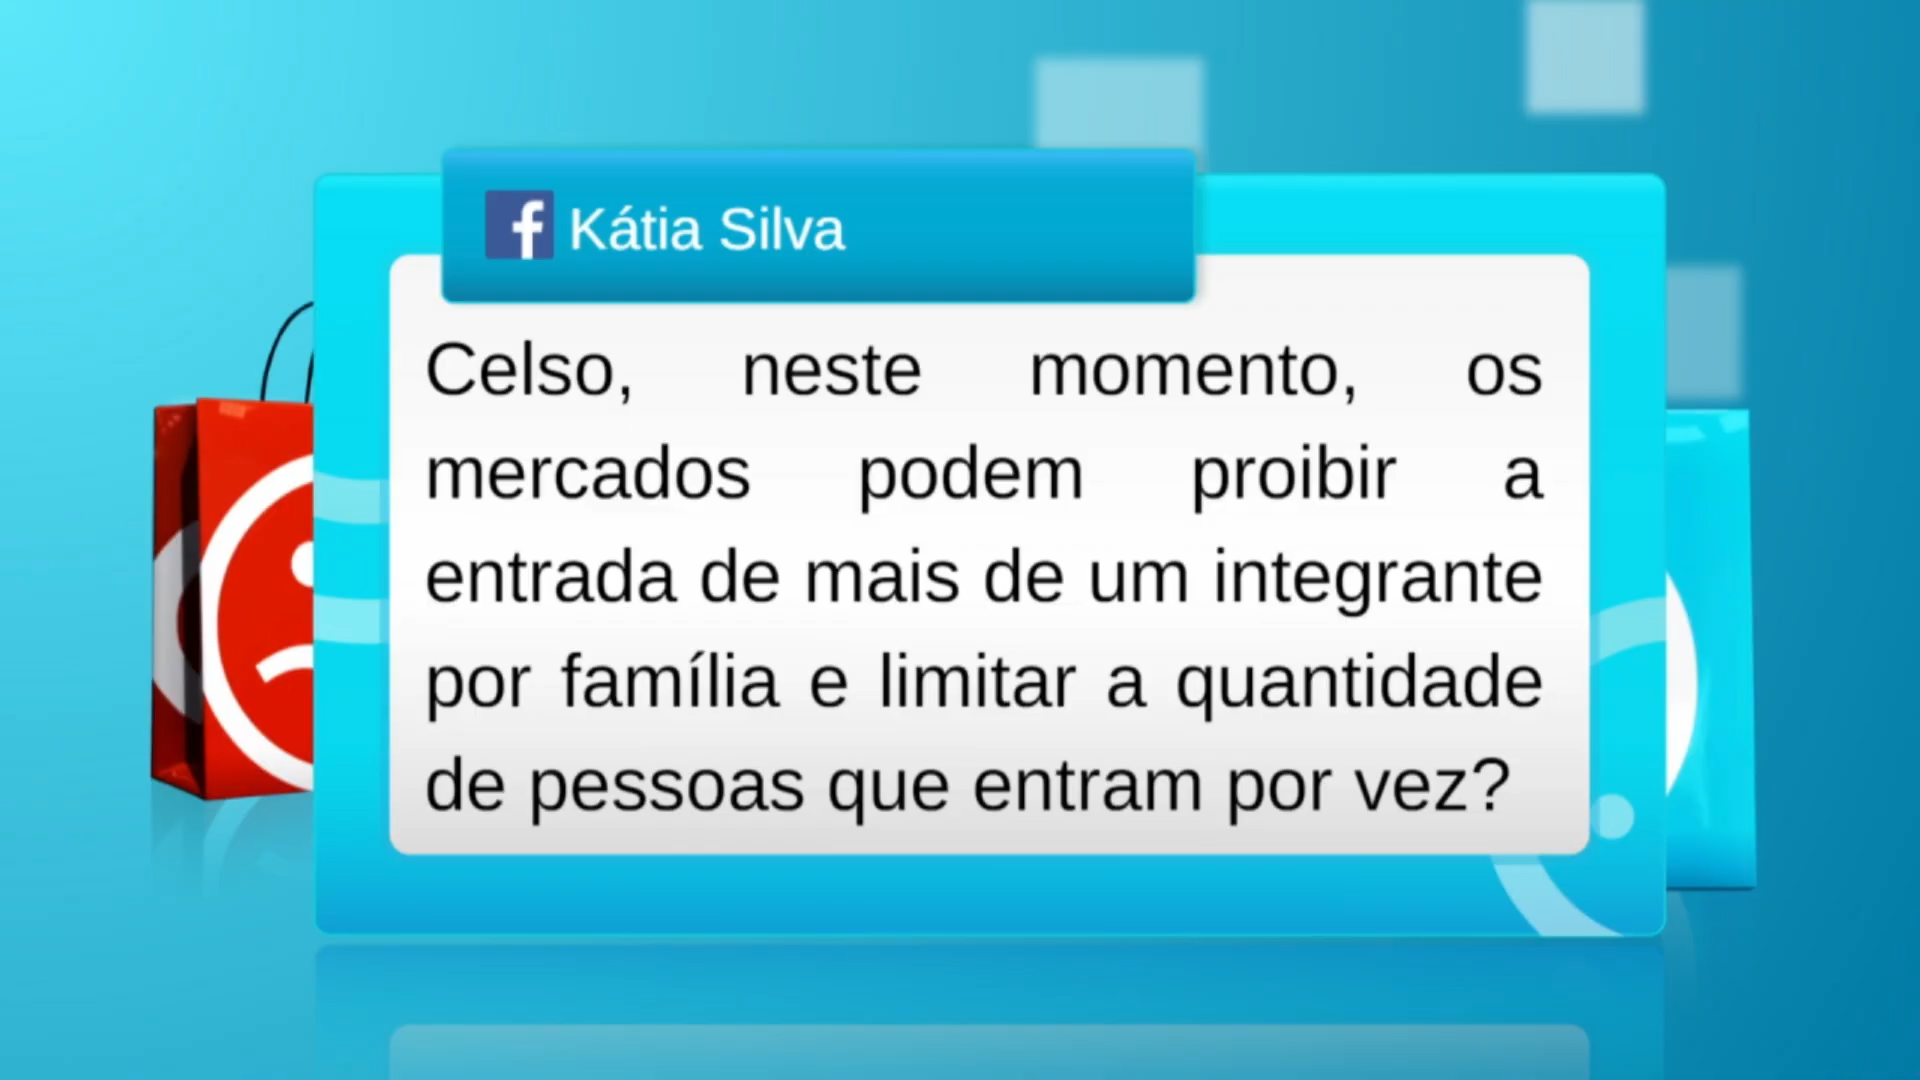 Kátia Silva
Celso, neste momento, os
mercados podem proibir a
entrada de mais de um integrante
por família e limitar a quantidade
de pessoas que entram por vez?